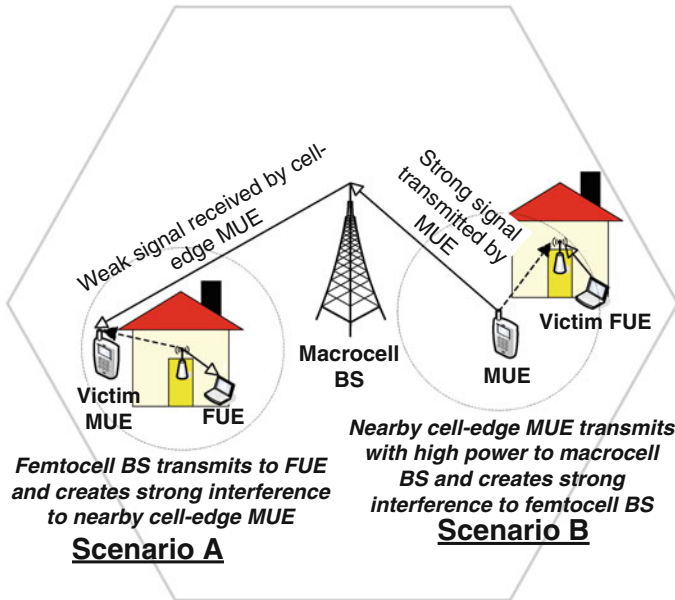 Weak signal received by cell-
edge MUE
Strong signal
transmitted by
MUE
Victim
MUE
FUE
Macrocell
BS
MUE
Victim FUE
Femtocell BS transmits to FUE
and creates strong interference
to nearby cell-edge MUE
Scenario A
Nearby cell-edge MUE transmits
with high power to macrocell
BS and creates strong
interference to femtocell BS
Scenario B